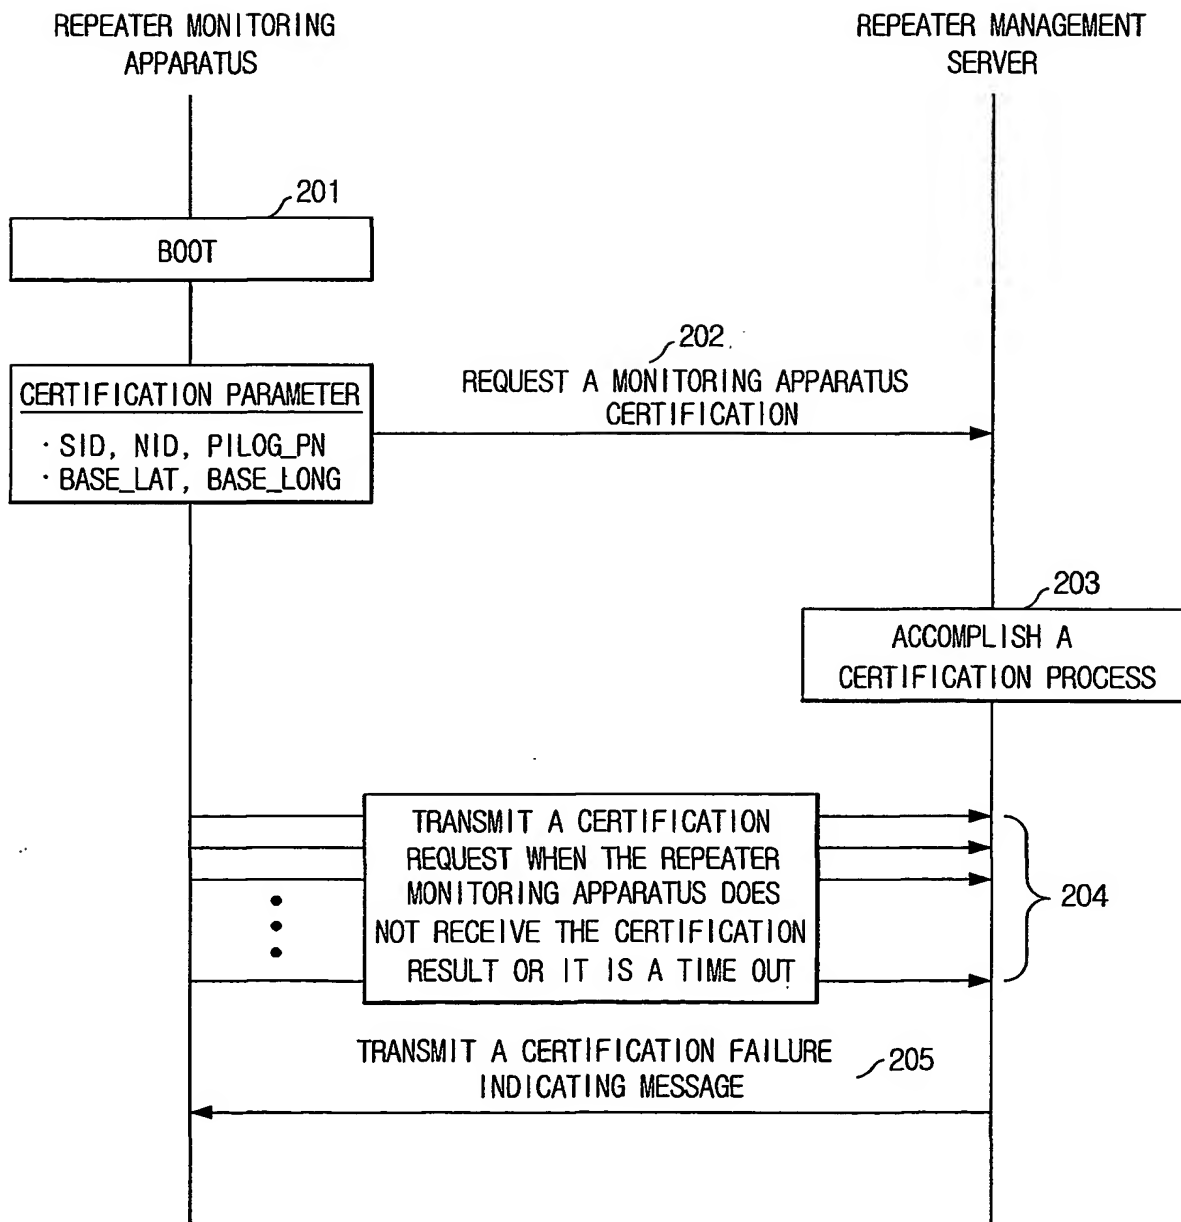 REPEATER MONITORING
APPARATUS
REPEATER MANAGEMENT
SERVER
201
BOOT
202
REQUEST A MONITORING APPARATUS
CERTIFICATION
CERTIFICATION PARAMETER
· SID, NID, PILOG_PN
· BASE_LAT, BASE_LONG
203
ACCOMPLISH A
CERTIFICATION PROCESS
TRANSMIT A CERTIFICATION
REQUEST WHEN THE REPEATER
MONITORING APPARATUS DOES
NOT RECEIVE THE CERTIFICATION
RESULT OR IT IS A TIME OUT
204
TRANSMIT A CERTIFICATION FAILURE
INDICATING MESSAGE
205